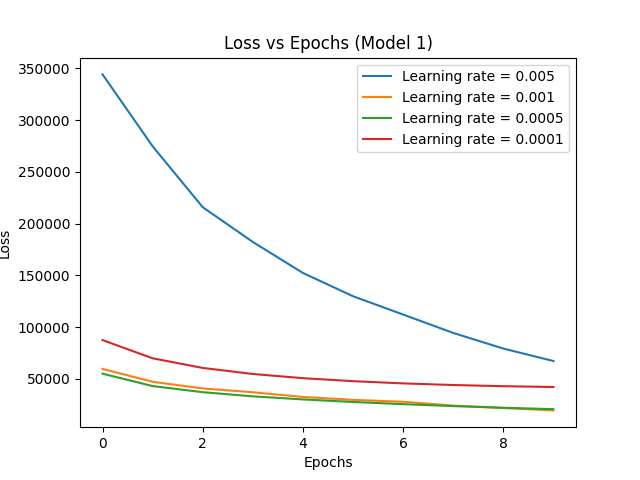 Loss vs Epochs (Model 1)
350000
300000
250000
200000
150000
100000
50000
Loss
Learning rate = 0.005
Learning rate = 0.001
Learning rate = 0.0005
Learning rate = 0.0001
0 2 4 6 8
Epochs